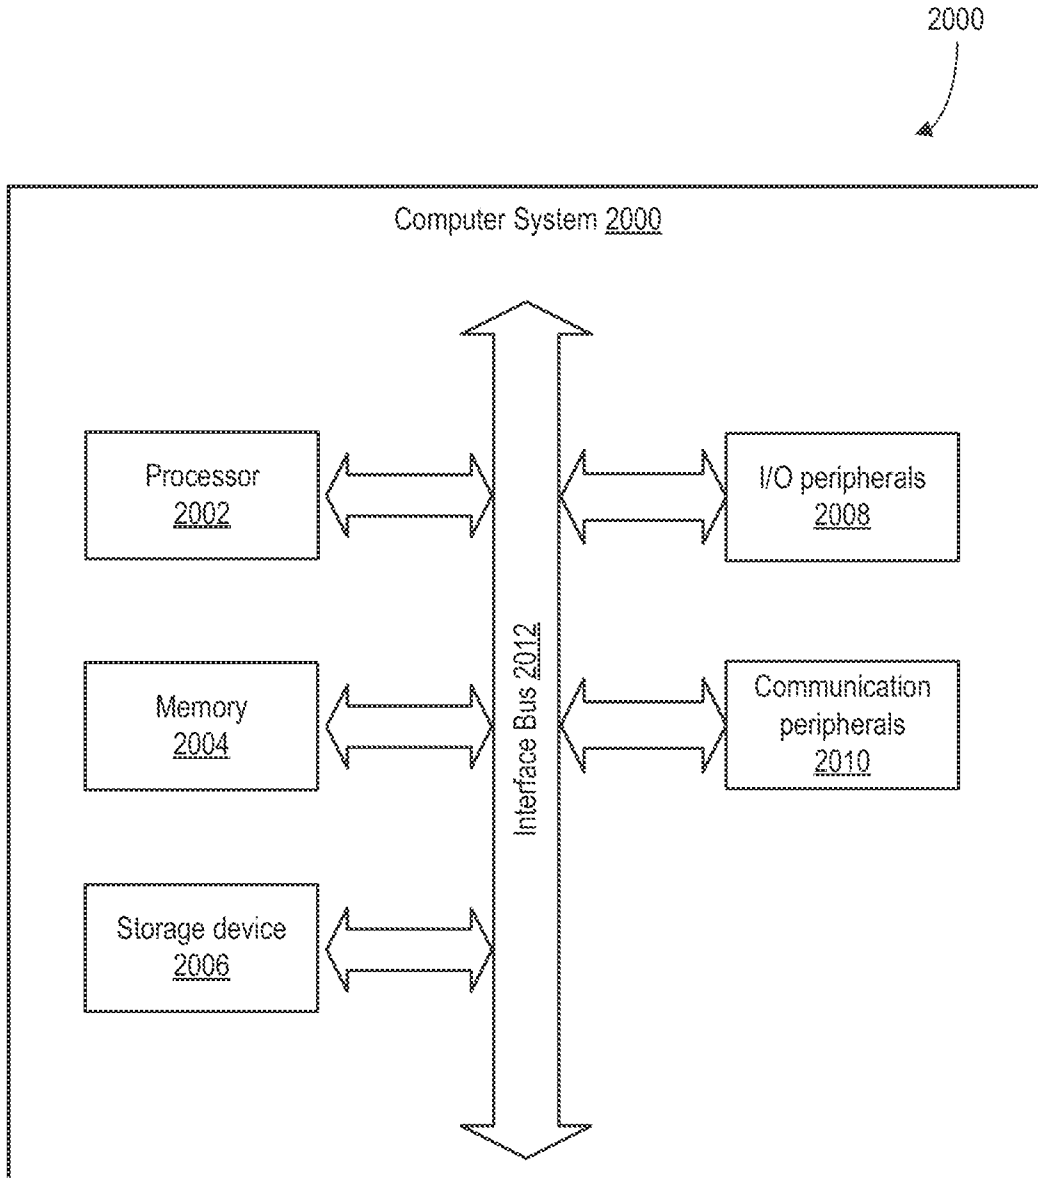 2000
Computer System 2000
Processor
2002
I/O peripherals
2008
Interface Bus 2012
Memory
2004
Communication
peripherals
2010
Storage device
2006